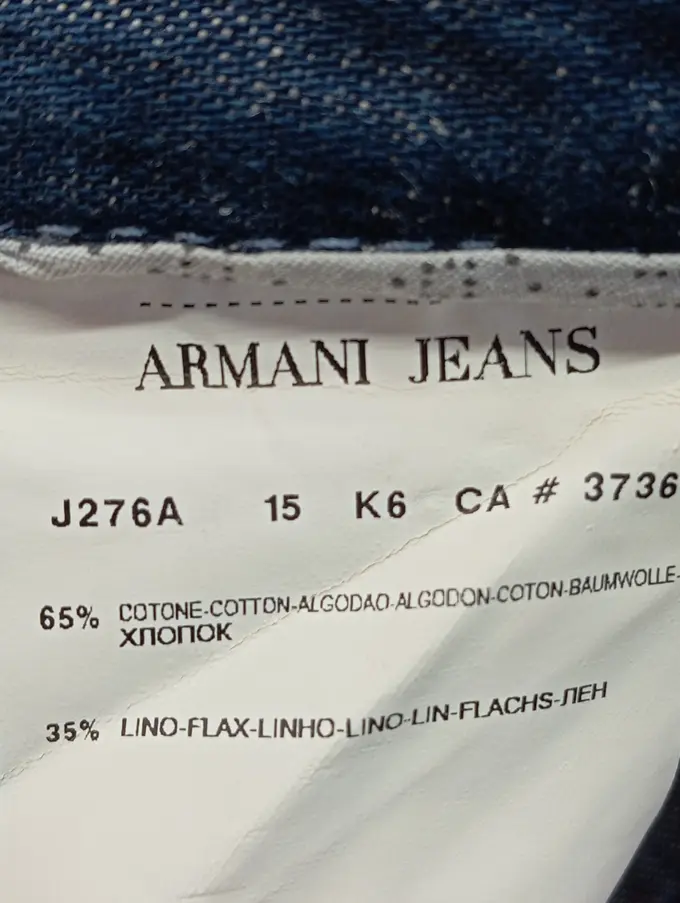 ARMANI JEANS
J276A 15 K6 CA # 3736
65% COTONE-COTTON-ALGODAO-ALGODON-COTON-BAUMWOLLE-
ХЛОПОК
35% LINO-FLAX-LINHO-LINO-LIN-FLACHS-ЛЕН